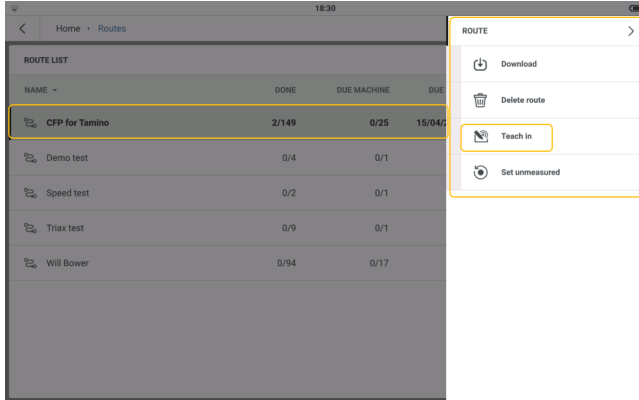 18:30
Home › Routes
ROUTE LIST
NAME DONE DUE MACHINE DUE
CFP for Tamino 2/149 0/25 15/04/2
Demo test 0/4 0/1
Speed test 0/2 0/1
Triax test 0/9 0/1
Will Bower 0/94 0/17
ROUTE
Download
Delete route
Teach in
Set unmeasured